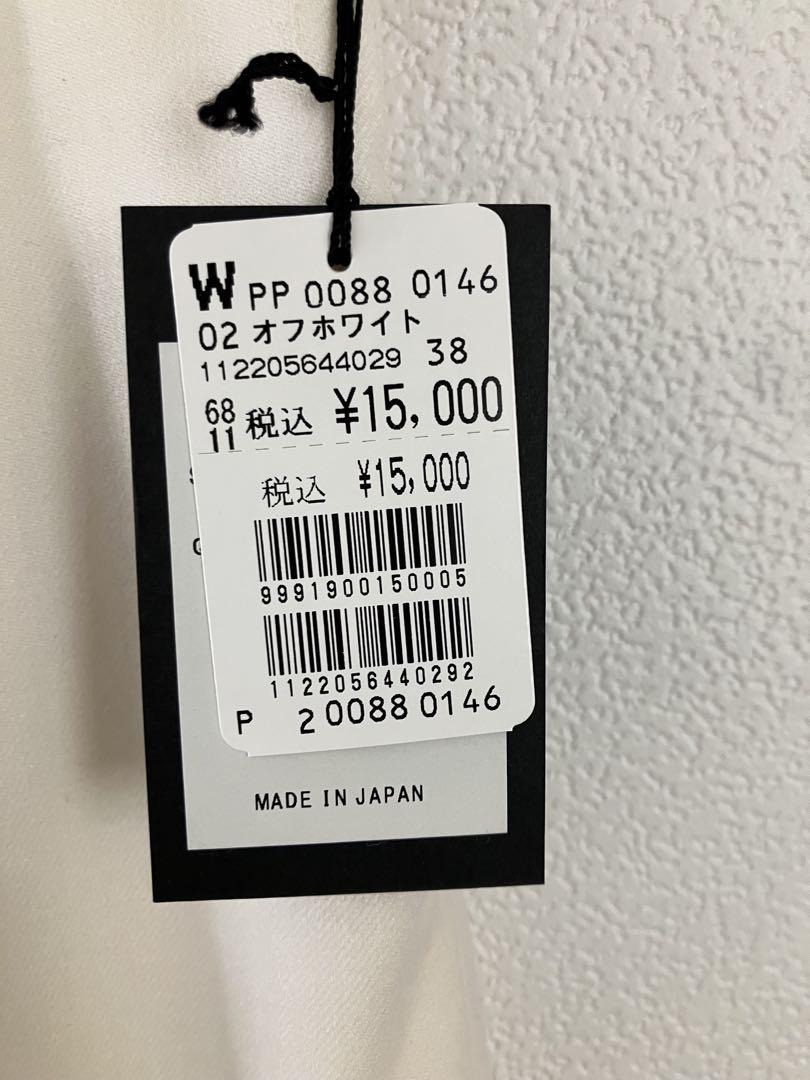 W PP 0088 0146
02 オフホワイト
112205644029 38
68
11 税込 ¥15,000
税込 ¥15,000
9991900150005
1122056440292
P 2 0088 0146
MADE IN JAPAN